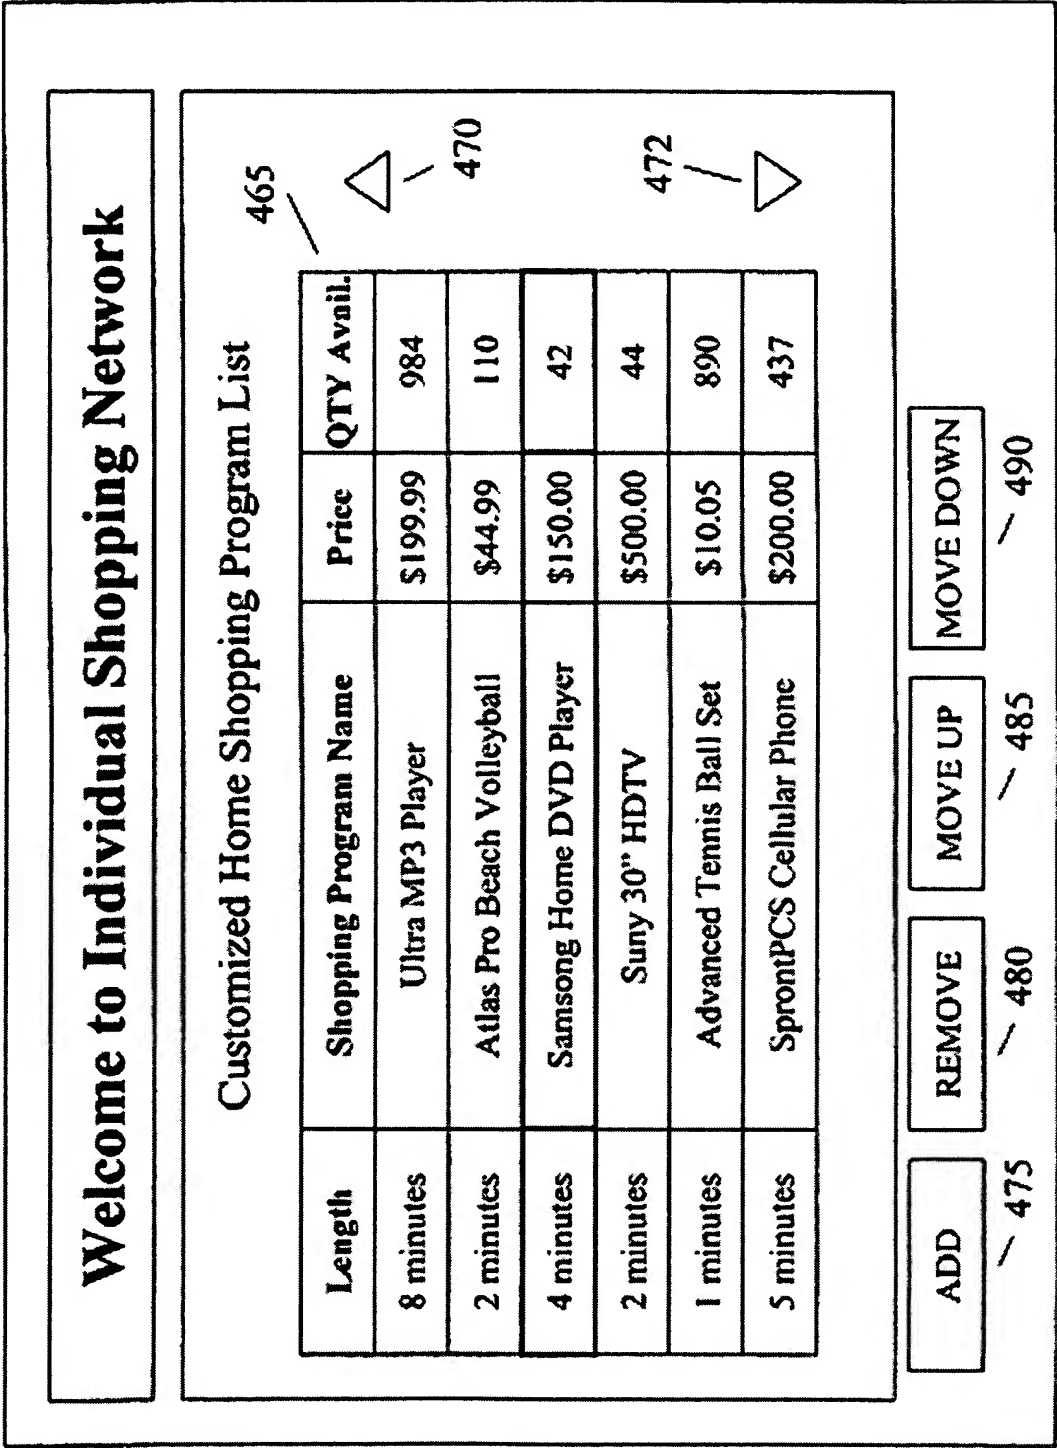 Welcome to Individual Shopping Network
Customized Home Shopping Program List
465
Length Shopping Program Name Price QTY Avail.
8 minutes Ultra MP3 Player $199.99 984
470
2 minutes Atlas Pro Beach Volleyball $44.99 110
4 minutes Samsong Home DVD Player $150.00 42
2 minutes Suny 30" HDTV $500.00 44
472
1 minutes Advanced Tennis Ball Set $10.05 890
5 minutes SprontPCS Cellular Phone $200.00 437
ADD REMOVE MOVE UP MOVE DOWN
475 480 485 490